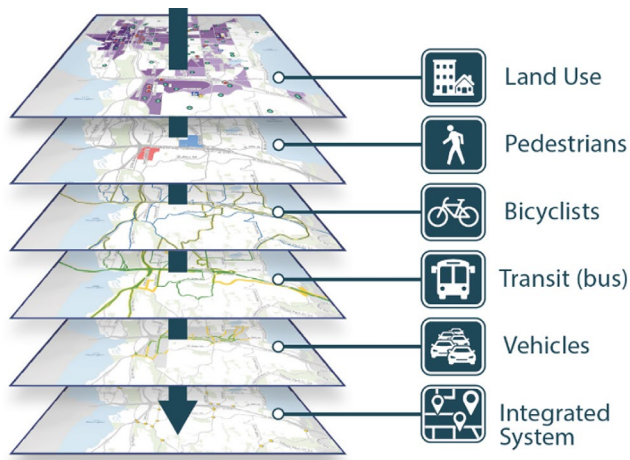 Land Use
Pedestrians
Bicyclists
Transit (bus)
Vehicles
Integrated
System